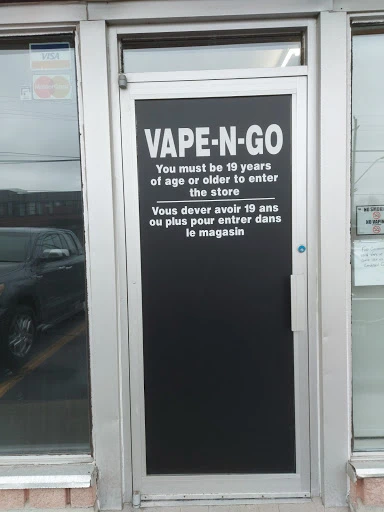 VISA
VAPE-N-GO
You must be 19 years
of age or older to enter
the store
Vous dever avoir 19 ans
ou plus pour entrer dans
le magasin